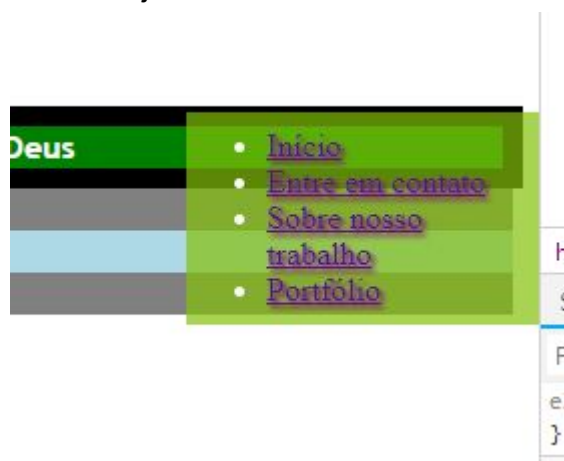 Deus
Início
Entre em contato
Sobre nosso
trabalho
Portfólio
}